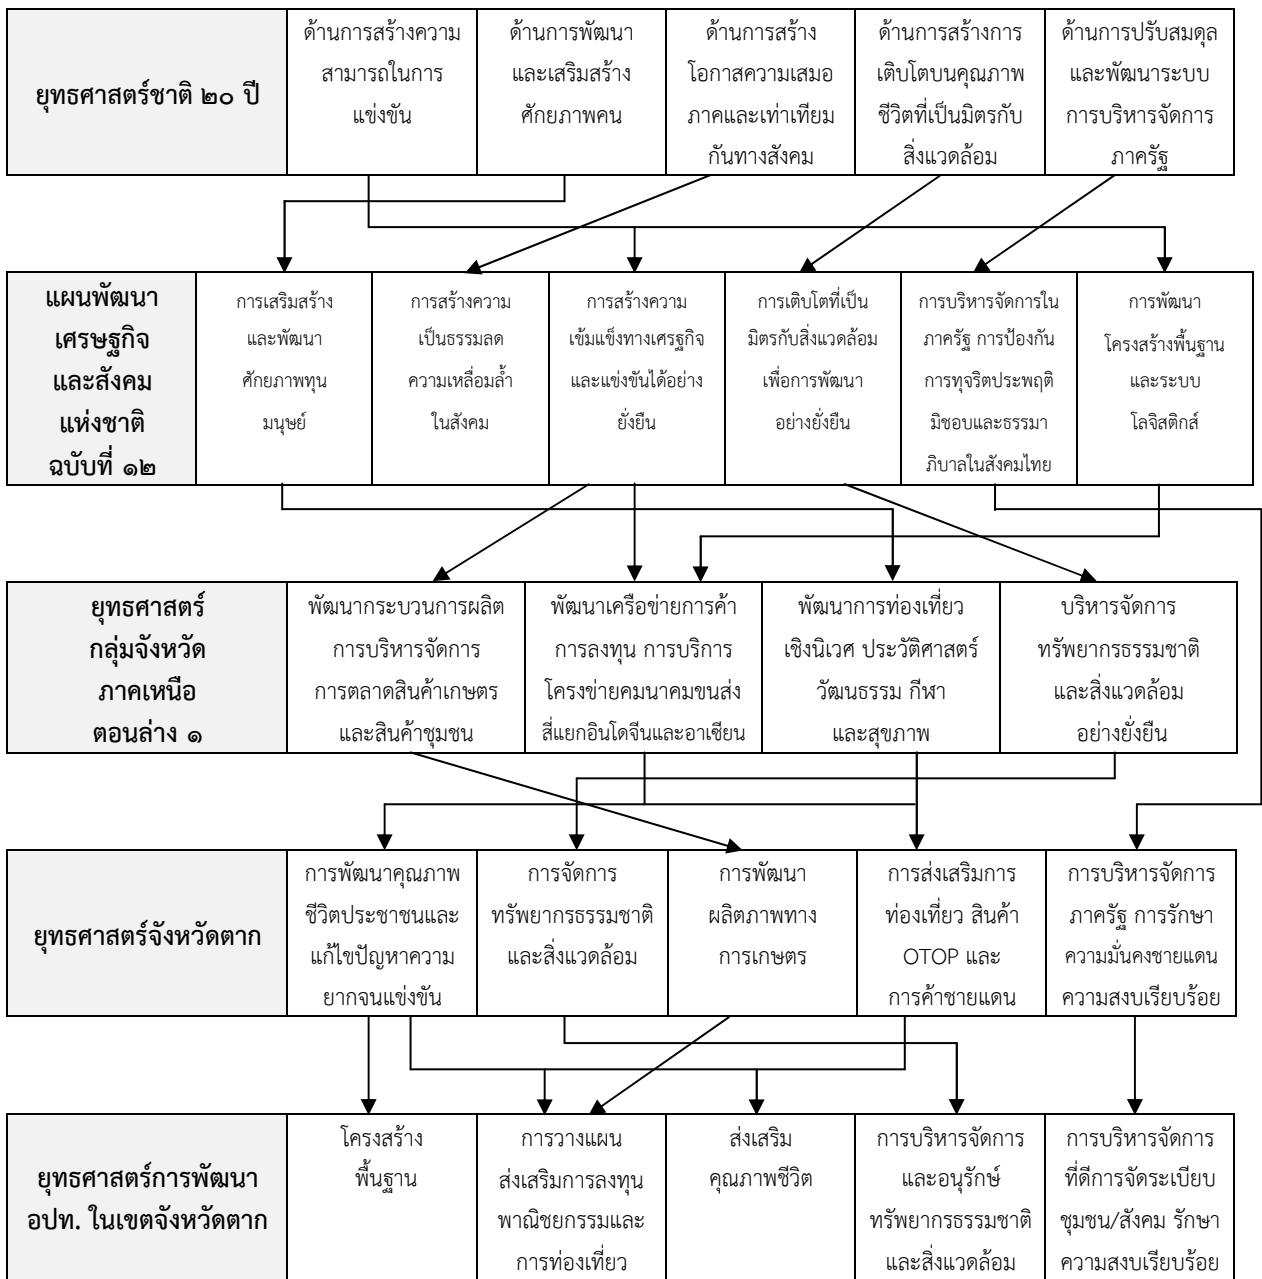 ยุทธศาสตร์ชาติ ๒๐ ปี
ด้านการสร้างความ
สามารถในการ
แข่งขัน
ด้านการพัฒนา
และเสริมสร้าง
ศักยภาพคน
ด้านการสร้าง
โอกาสความเสมอ
ภาคและเท่าเทียม
กันทางสังคม
ด้านการสร้างการ
เติบโตบนคุณภาพ
ชีวิตที่เป็นมิตรกับ
สิ่งแวดล้อม
ด้านการปรับสมดุล
และพัฒนาระบบ
การบริหารจัดการ
ภาครัฐ
แผนพัฒนา
เศรษฐกิจ
และสังคม
แห่งชาติ
ฉบับที่ ๑๒
การเสริมสร้าง
และพัฒนา
ศักยภาพทุน
มนุษย์
การสร้างความ
เป็นธรรมลด
ความเหลื่อมล้ำ
ในสังคม
การสร้างความ
เข้มแข็งทางเศรฐกิจ
และแข่งขันได้อย่าง
ยั่งยืน
การเติบโตที่เป็น
มิตรกับสิ่งแวดล้อม
เพื่อการพัฒนา
อย่างยั่งยืน
การบริหารจัดการใน
ภาครัฐ การป้องกัน
การทุจริตประพฤติ
มิชอบและธรรมา
ภิบาลในสังคมไทย
การพัฒนา
โครงสร้างพื้นฐาน
และระบบ
โลจิสติกส์
ยุทธศาสตร์
กลุ่มจังหวัด
ภาคเหนือ
ตอนล่าง ๑
พัฒนากระบวนการผลิต
การบริหารจัดการ
การตลาดสินค้าเกษตร
และสินค้าชุมชน
พัฒนาเครือข่ายการค้า
การลงทุน การบริการ
โครงข่ายคมนาคมขนส่ง
สี่แยกอินโดจีนและอาเซียน
พัฒนาการท่องเที่ยว
เชิงนิเวศ ประวัติศาสตร์
วัฒนธรรม กีฬา
และสุขภาพ
บริหารจัดการ
ทรัพยากรธรรมชาติ
และสิ่งแวดล้อม
อย่างยั่งยืน
ยุทธศาสตร์จังหวัดตาก
การพัฒนาคุณภาพ
ชีวิตประชาชนและ
แก้ไขปัญหาความ
ยากจนแข่งขัน
การจัดการ
ทรัพยากรธรรมชาติ
และสิ่งแวดล้อม
การพัฒนา
ผลิตภาพทาง
การเกษตร
การส่งเสริมการ
ท่องเที่ยว สินค้า
OTOP และ
การค้าชายแดน
การบริหารจัดการ
ภาครัฐ การรักษา
ความมั่นคงชายแดน
ความสงบเรียบร้อย
ยุทธศาสตร์การพัฒนา
อปท. ในเขตจังหวัดตาก
โครงสร้าง
พื้นฐาน
การวางแผน
ส่งเสริมการลงทุน
พาณิชยกรรมและ
การท่องเที่ยว
ส่งเสริม
คุณภาพชีวิต
การบริหารจัดการ
และอนุรักษ์
ทรัพยากรธรรมชาติ
และสิ่งแวดล้อม
การบริหารจัดการ
ที่ดีการจัดระเบียบ
ชุมชน/สังคม รักษา
ความสงบเรียบร้อย